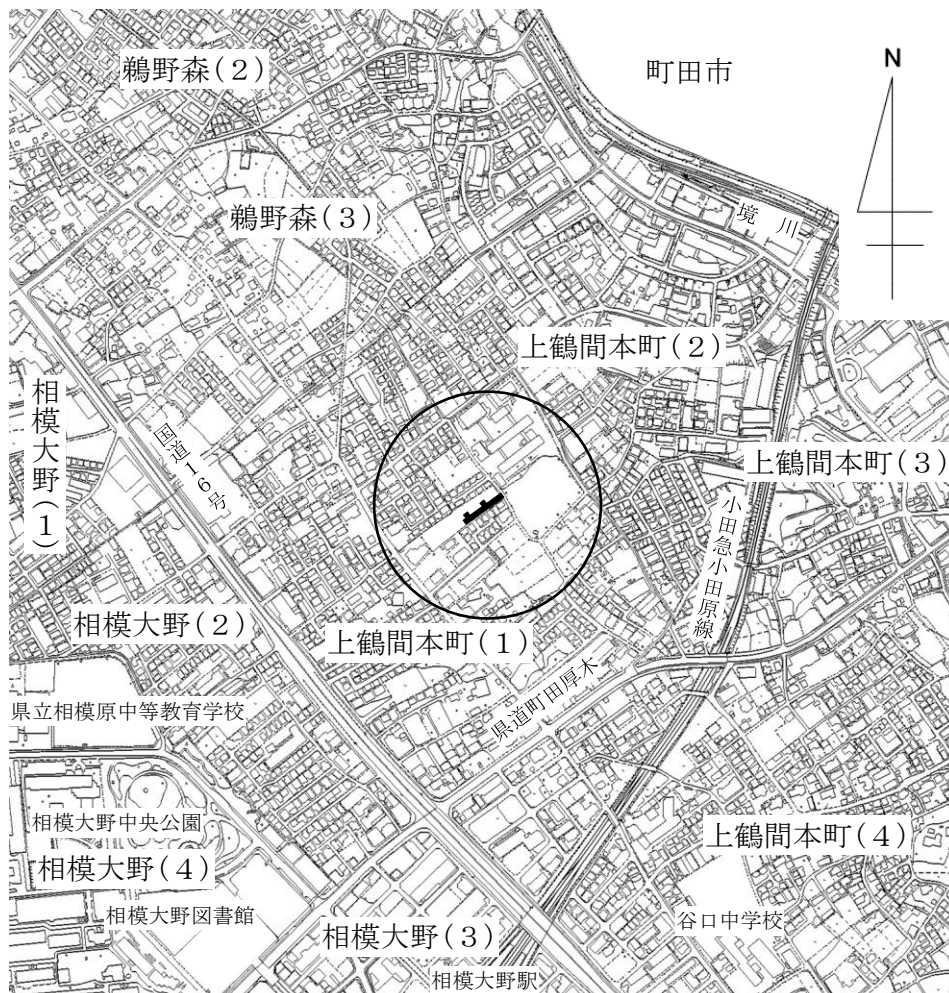 鵜野森(2)
町田市
N
鵜野森(3)
境川
上鶴間本町(2)
相模大野(1)
国道16号
上鶴間本町(3)
小田急小田原線
相模大野(2)
上鶴間本町(1)
県道町田厚木
県立相模原中等教育学校
相模大野中央公園
上鶴間本町(4)
相模大野(4)
相模大野図書館
谷口中学校
相模大野(3)
相模大野駅